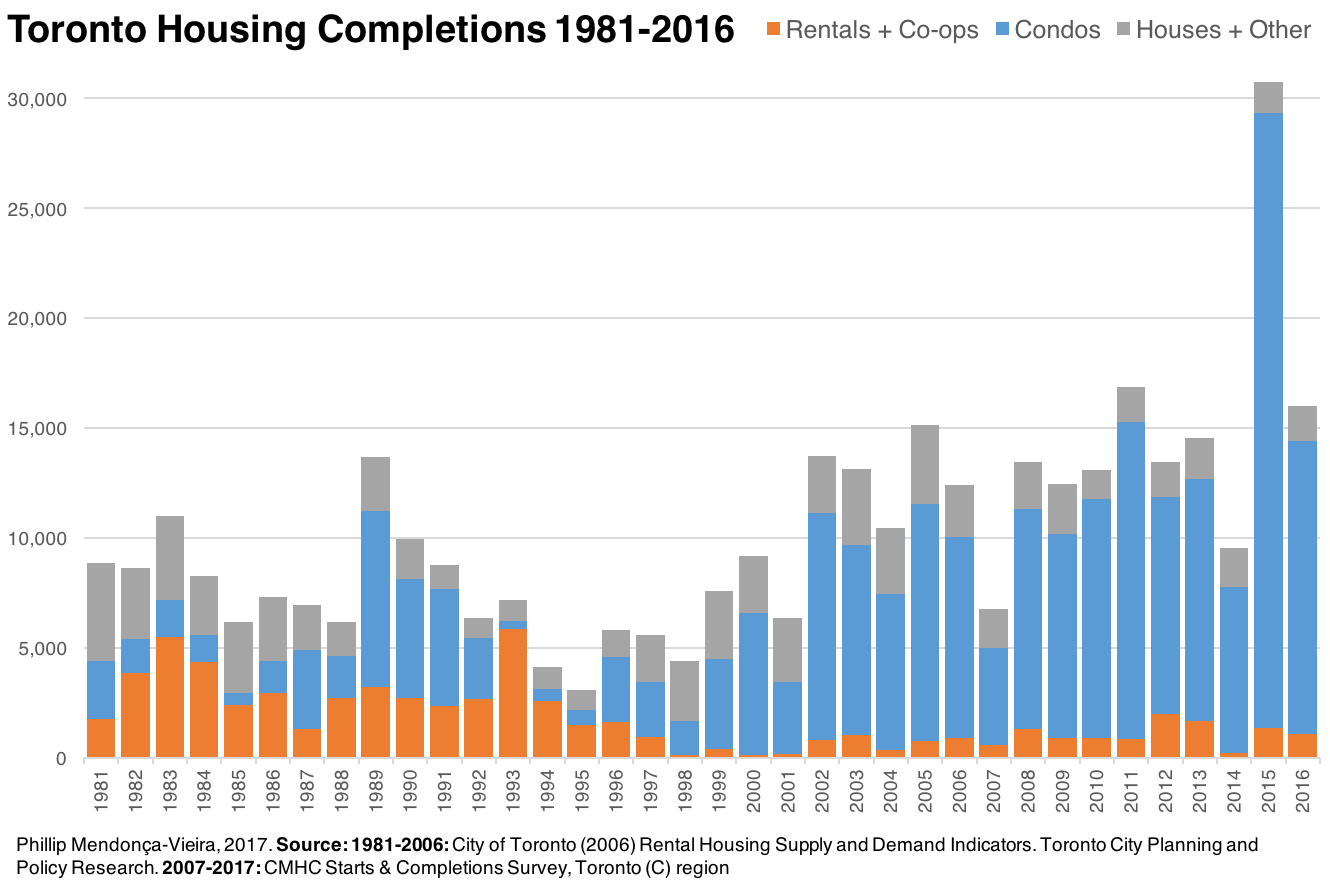 Toronto Housing Completions 1981-2016
Rentals + Co-ops Condos Houses + Other
30,000
25,000
20,000
15,000
10,000
5,000
0
1981 1982 1983 1984 1985 1986 1987 1988 1989 1990 1991 1992 1993 1994 1995 1996 1997 1998 1999 2000 2001 2002 2003 2004 2005 2006 2007 2008 2009 2010 2011 2012 2013 2014 2015 2016
Phillip Mendonça-Vieira, 2017. Source: 1981-2006: City of Toronto (2006) Rental Housing Supply and Demand Indicators. Toronto City Planning and
Policy Research. 2007-2017: CMHC Starts & Completions Survey, Toronto (C) region